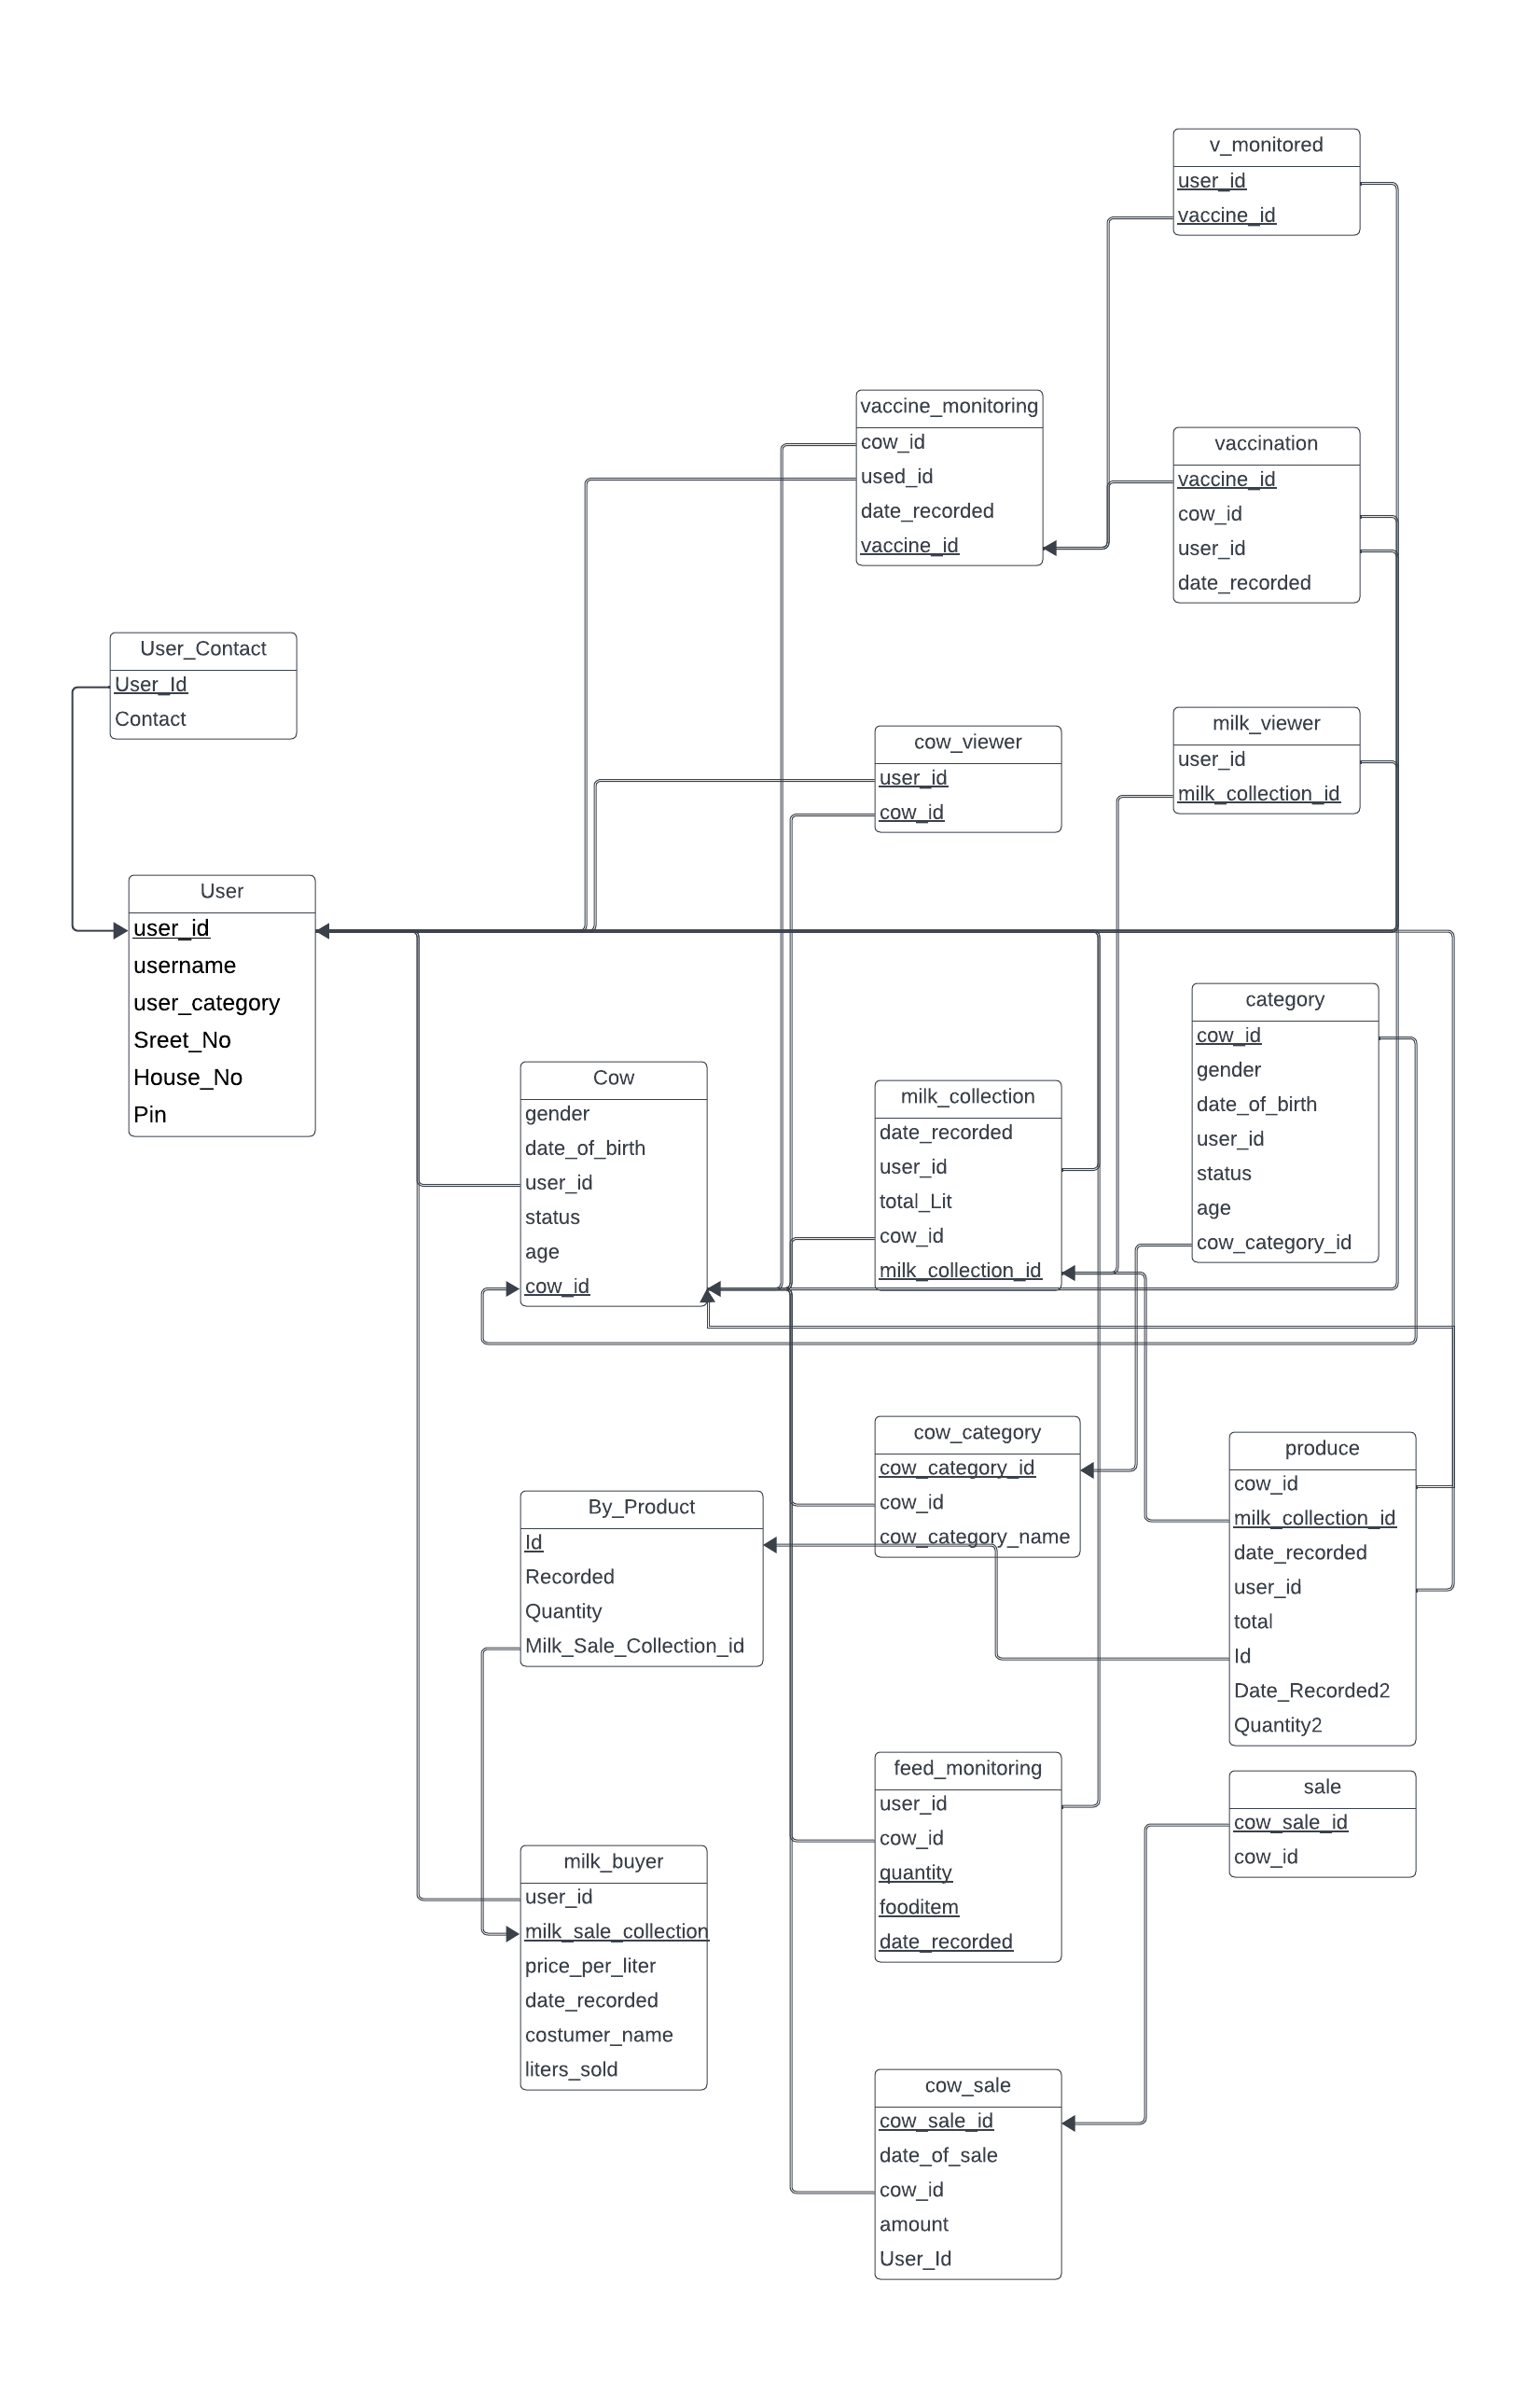 v_monitored
user_id
vaccine_id
vaccine_monitoring
cow_id
used_id
date_recorded
vaccine_id
vaccination
vaccine_id
cow_id
user_id
date_recorded
User_Contact
User_Id
Contact
cow_viewer
user_id
cow_id
milk_viewer
user_id
milk_collection_id
User
user_id
username
user_category
Sreet_No
House_No
Pin
Cow
gender
date_of_birth
user_id
status
age
cow_id
milk_collection
date_recorded
user_id
total_Lit
cow_id
milk_collection_id
category
cow_id
gender
date_of_birth
user_id
status
age
cow_category_id
By_Product
Id
Recorded
Quantity
Milk_Sale_Collection_id
cow_category
cow_category_id
cow_id
cow_category_name
produce
cow_id
milk_collection_id
date_recorded
user_id
total
Id
Date_Recorded2
Quantity2
milk_buyer
user_id
milk_sale_collection
price_per_liter
date_recorded
costumer_name
liters_sold
feed_monitoring
user_id
cow_id
quantity
fooditem
date_recorded
sale
cow_sale_id
cow_id
cow_sale
cow_sale_id
date_of_sale
cow_id
amount
User_Id